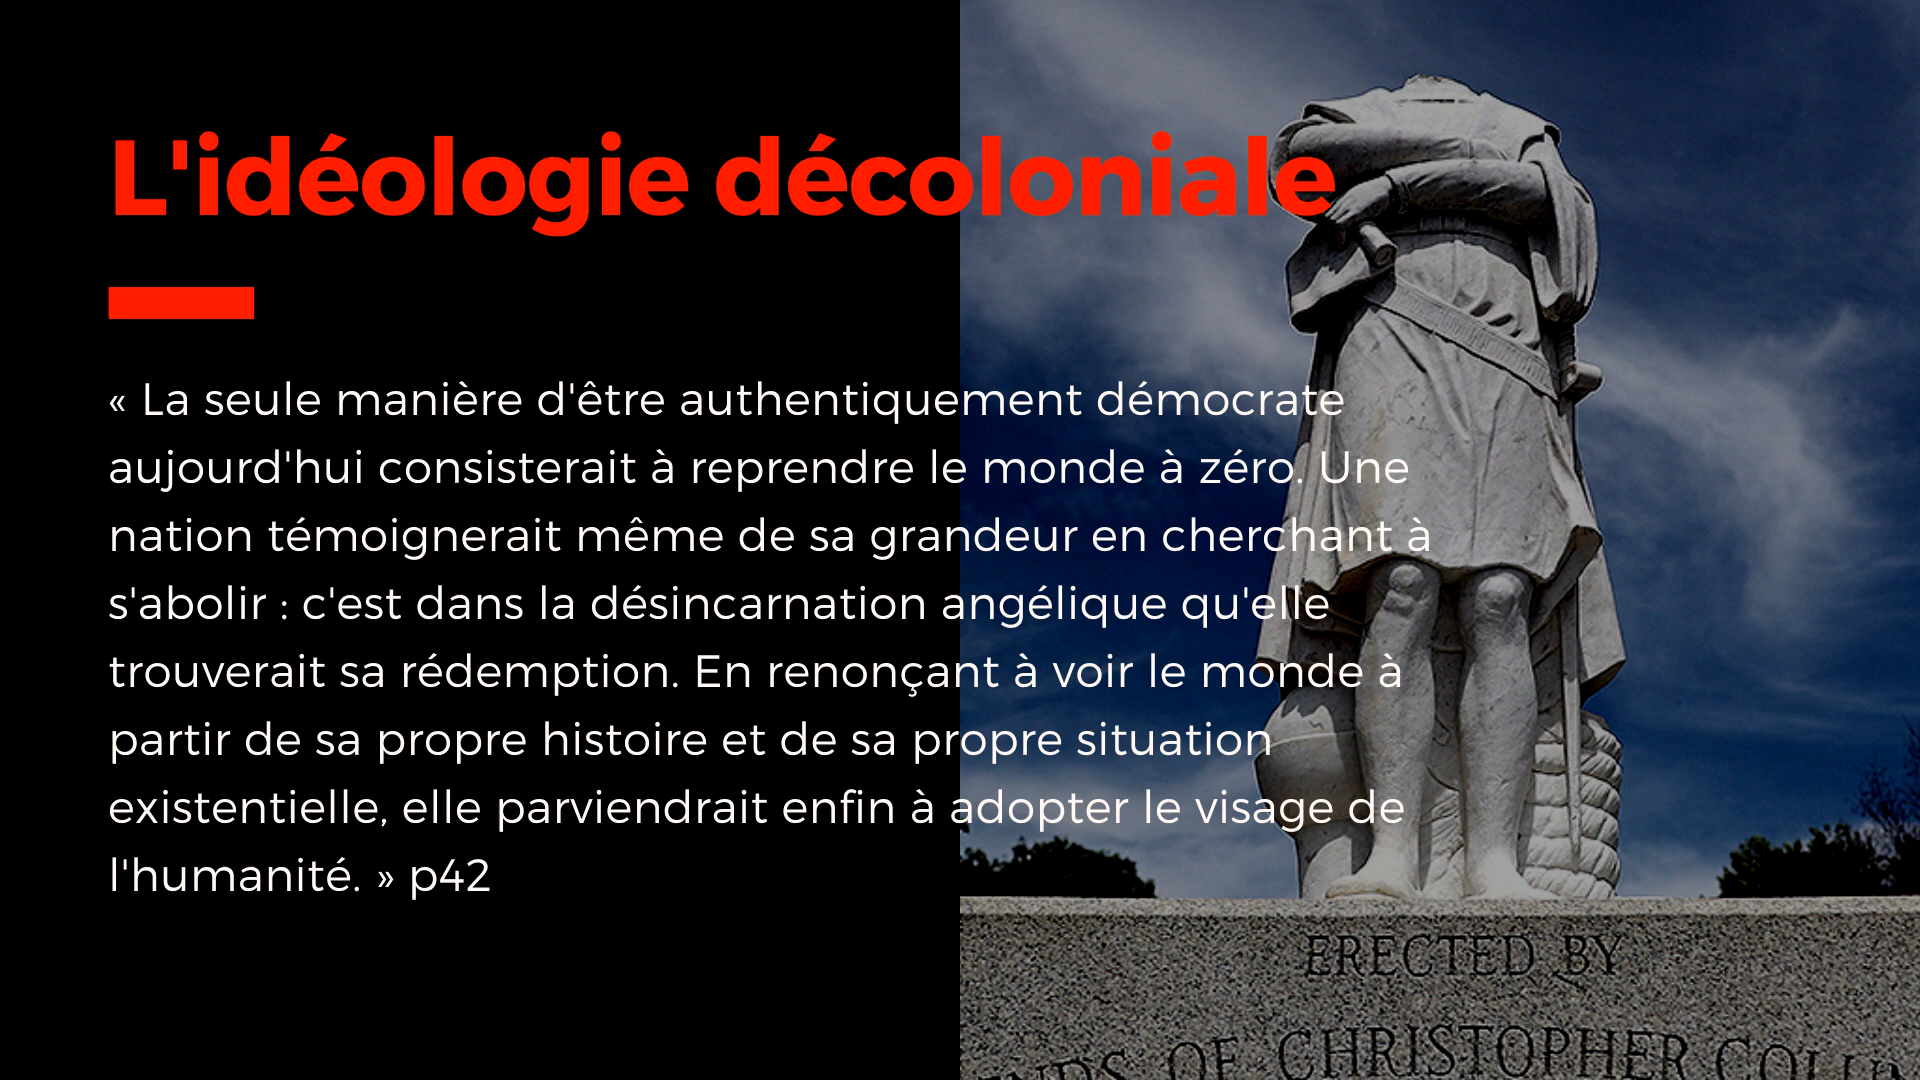 L'idéologie décoloniale
« La seule manière d'être authentiquement démocrate
aujourd'hui consisterait à reprendre le monde à zéro. Une
nation témoignerait même de sa grandeur en cherchant à
s'abolir : c'est dans la désincarnation angélique qu'elle
trouverait sa rédemption. En renonçant à voir le monde à
partir de sa propre histoire et de sa propre situation
existentielle, elle parviendrait enfin à adopter le visage de
l'humanité. » p42
ERECTED BY
OF CHRISTOPHER